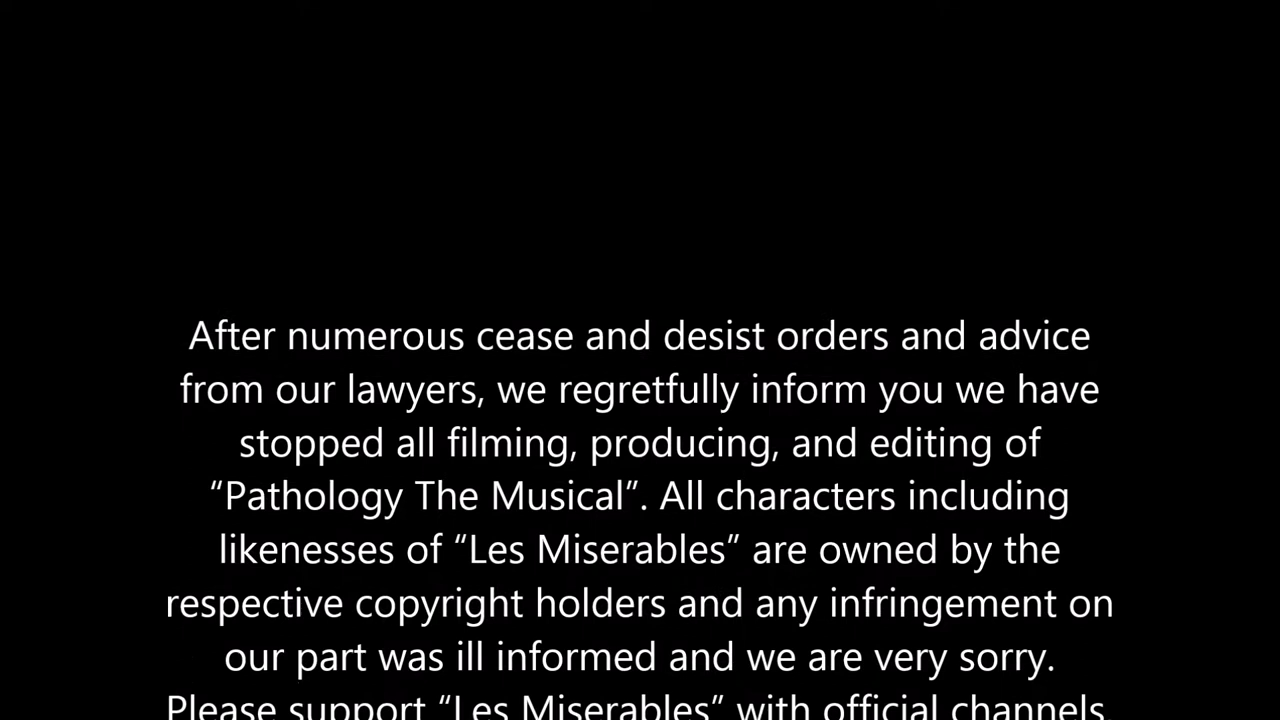 After numerous cease and desist orders and advice
from our lawyers, we regretfully inform you we have
stopped all filming, producing, and editing of
“Pathology The Musical”. All characters including
likenesses of “Les Miserables” are owned by the
respective copyright holders and any infringement on
our part was ill informed and we are very sorry.
Please support “Les Miserables” with official channels